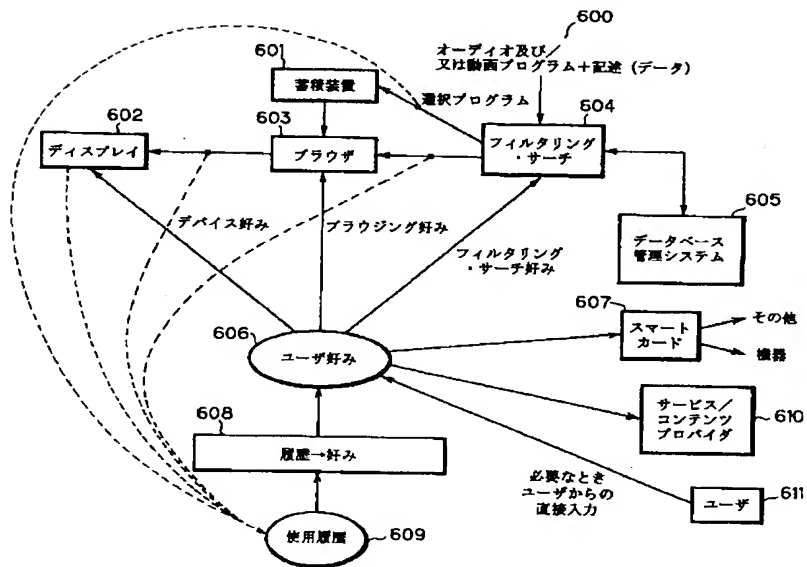 600
オーディオ及び/
又は動画プログラム+記述(データ)
601
蓄積装置
選択プログラム
604
フィルタリング
・サーチ
602
ディスプレイ
603
ブラウザ
605
データベース
管理システム
デバイス好み
ブラウジング好み
フィルタリング
・サーチ好み
607
スマート
カード
その他
機器
606
ユーザ好み
サービス/
コンテンツ
プロバイダ
610
608
履歴→好み
必要なとき
ユーザからの
直接入力
ユーザ
611
使用履歴
609